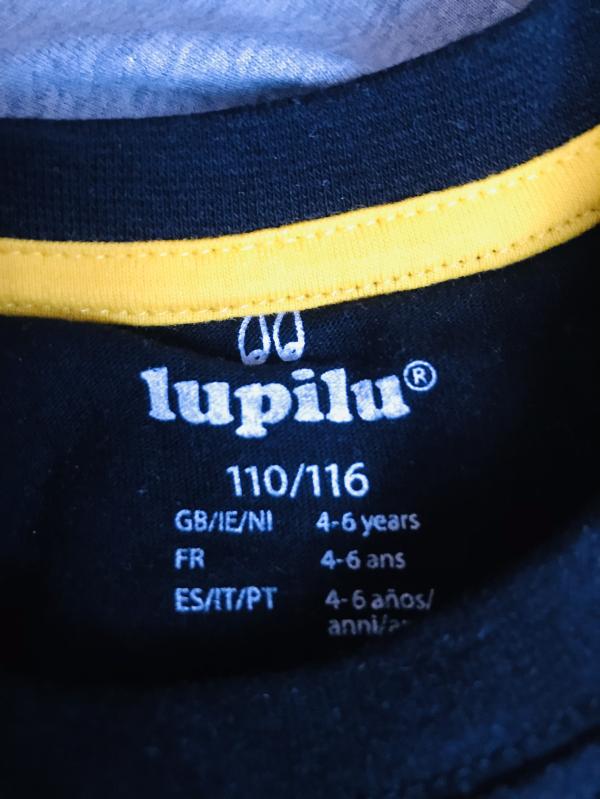 lupilu®
110/116
GB/IE/NI 4-6 years
FR 4-6 ans
ES/IT/PT 4-6 años/
anni/